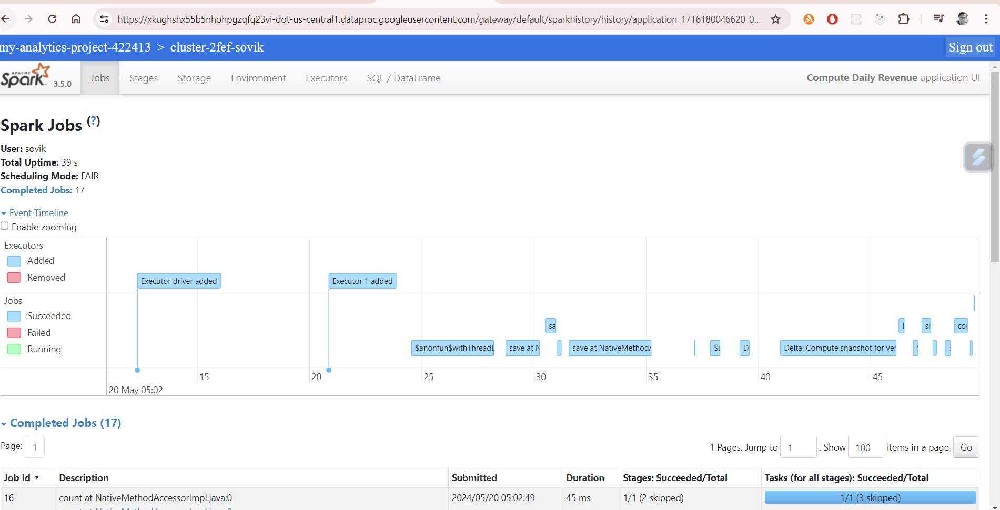 https://xkughshx55b5nhohpgzqfq23vi-dot-us-central1.dataproc.googleusercontent.com/gateway/default/sparkhistory/history/application_1716180046620_0...
my-analytics-project-422413 > cluster-2fef-sovik Sign out
APACHE Spark 3.5.0 Jobs Stages Storage Environment Executors SQL / DataFrame Compute Daily Revenue application UI
Spark Jobs (?)
User: sovik
Total Uptime: 39 s
Scheduling Mode: FAIR
Completed Jobs: 17
Event Timeline
Enable zooming
Executors
Added
Removed
Executor driver added Executor 1 added
Jobs
Succeeded
Failed
Running
sa sh cou
$anonfun$withThreadL save at N save at NativeMethodA $a D Delta: Compute snapshot for ver
15 20 25 30 35 40 45
20 May 05:02
Completed Jobs (17)
Page: 1 1 Pages. Jump to 1 . Show 100 items in a page. Go
Job Id ▾ Description Submitted Duration Stages: Succeeded/Total Tasks (for all stages): Succeeded/Total
16 count at NativeMethodAccessorImpl.java:0 2024/05/20 05:02:49 45 ms 1/1 (2 skipped) 1/1 (3 skipped)